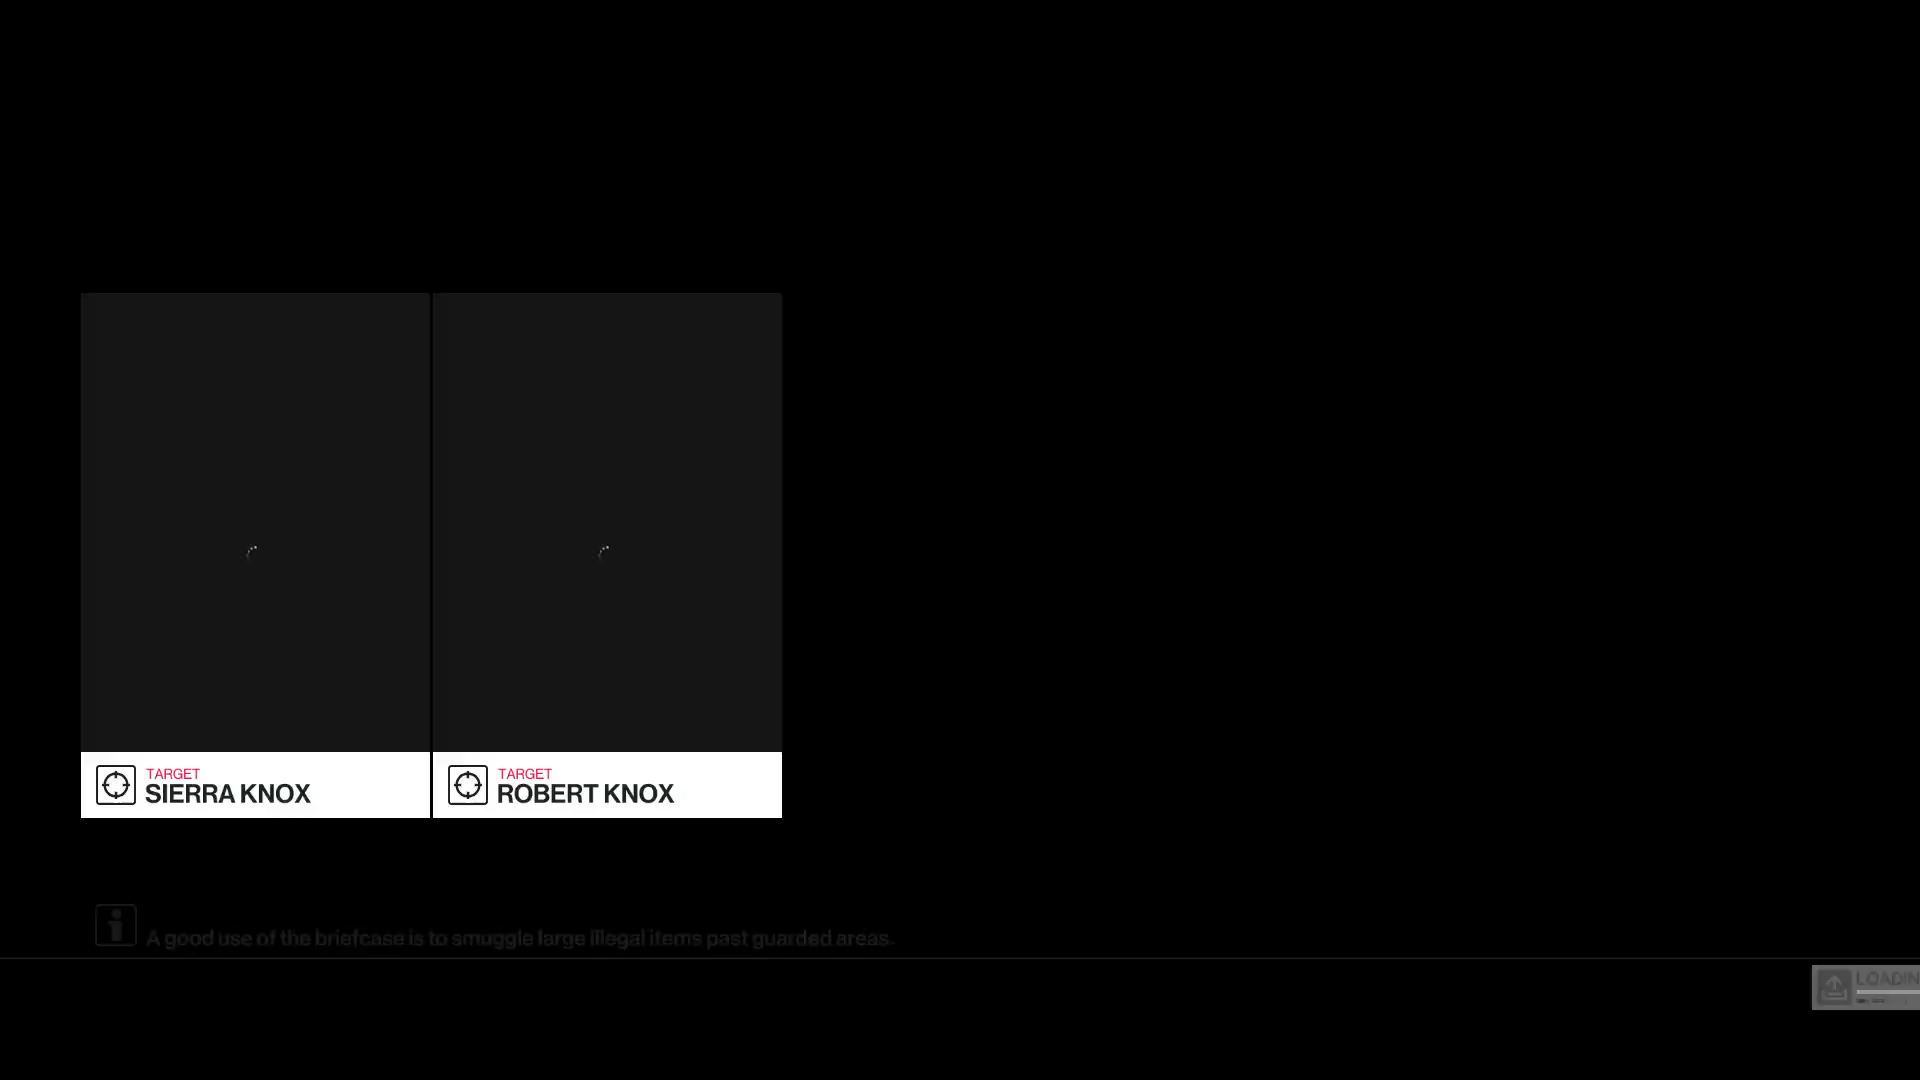 TARGET
SIERRA KNOX
TARGET
ROBERT KNOX
A good use of the briefcase is to smuggle large illegal items past guarded areas.
LOADIN